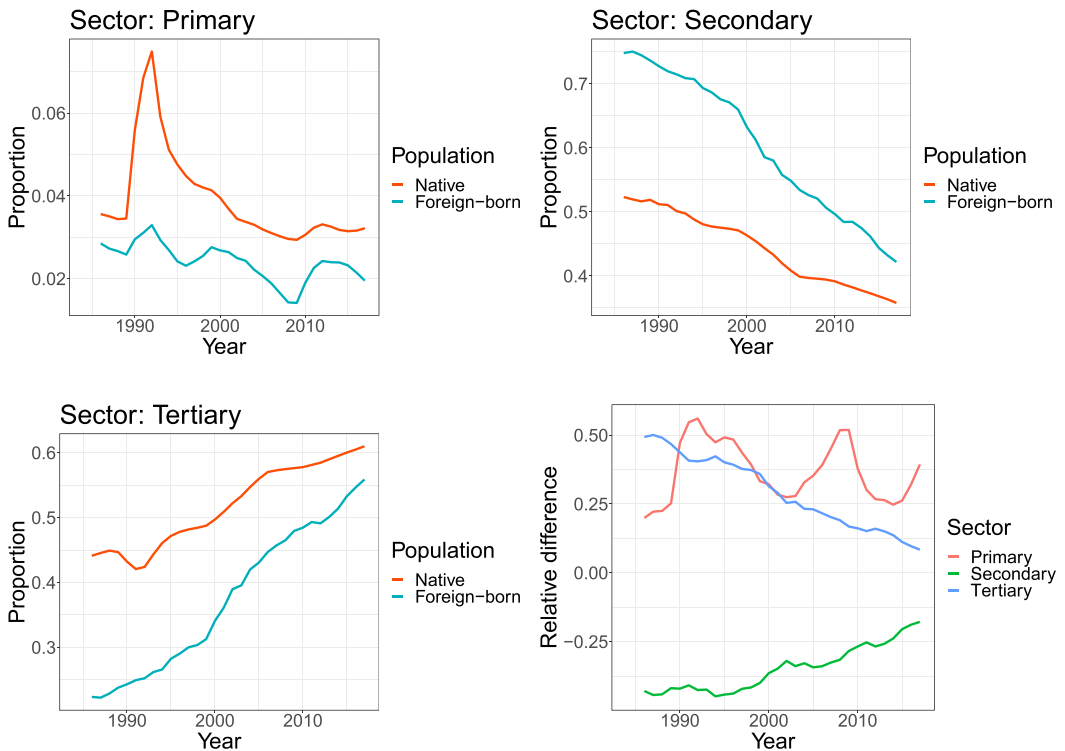 Sector: Primary
Proportion
0.06
0.04
0.02
1990 2000 2010
Year
Population
Native
Foreign−born
Sector: Secondary
Proportion
0.7
0.6
0.5
0.4
1990 2000 2010
Year
Population
Native
Foreign−born
Sector: Tertiary
Proportion
0.6
0.5
0.4
0.3
1990 2000 2010
Year
Population
Native
Foreign−born
Relative difference
0.50
0.25
0.00
−0.25
1990 2000 2010
Year
Sector
Primary
Secondary
Tertiary